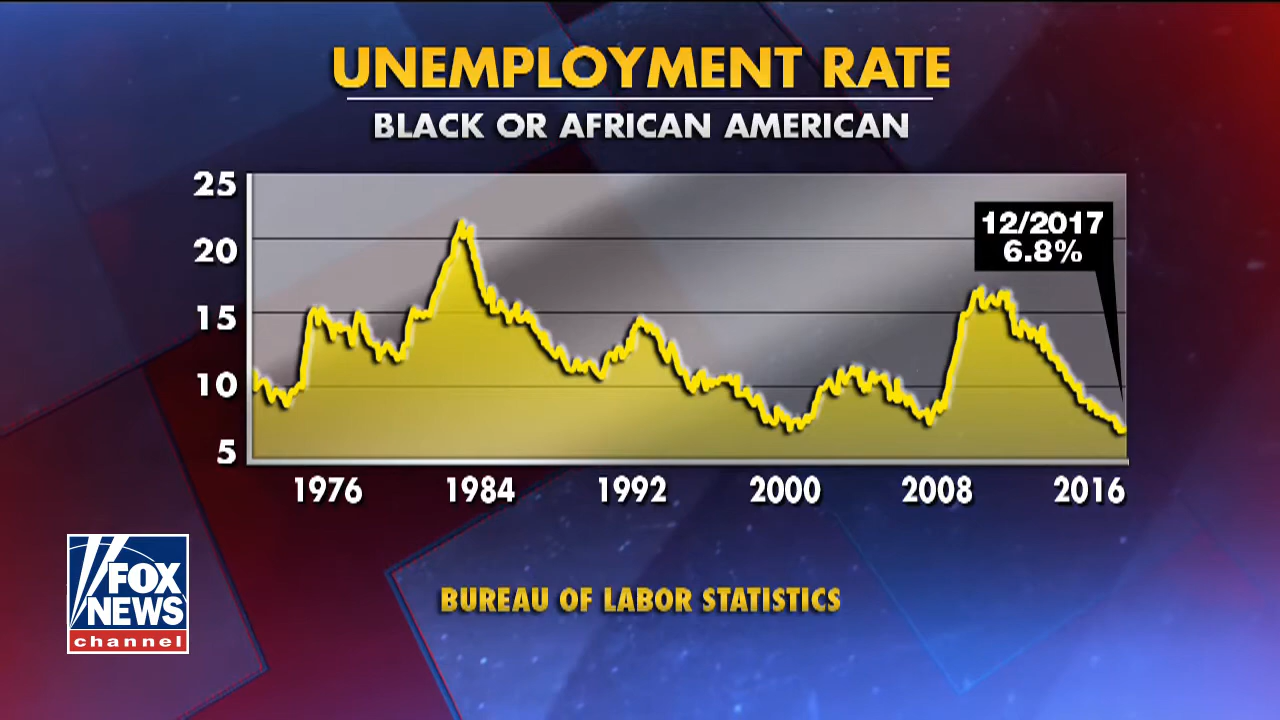 UNEMPLOYMENT RATE
BLACK OR AFRICAN AMERICAN
25
20
15
10
5
12/2017
6.8%
1976 1984 1992 2000 2008 2016
FOX
NEWS
channel
BUREAU OF LABOR STATISTICS